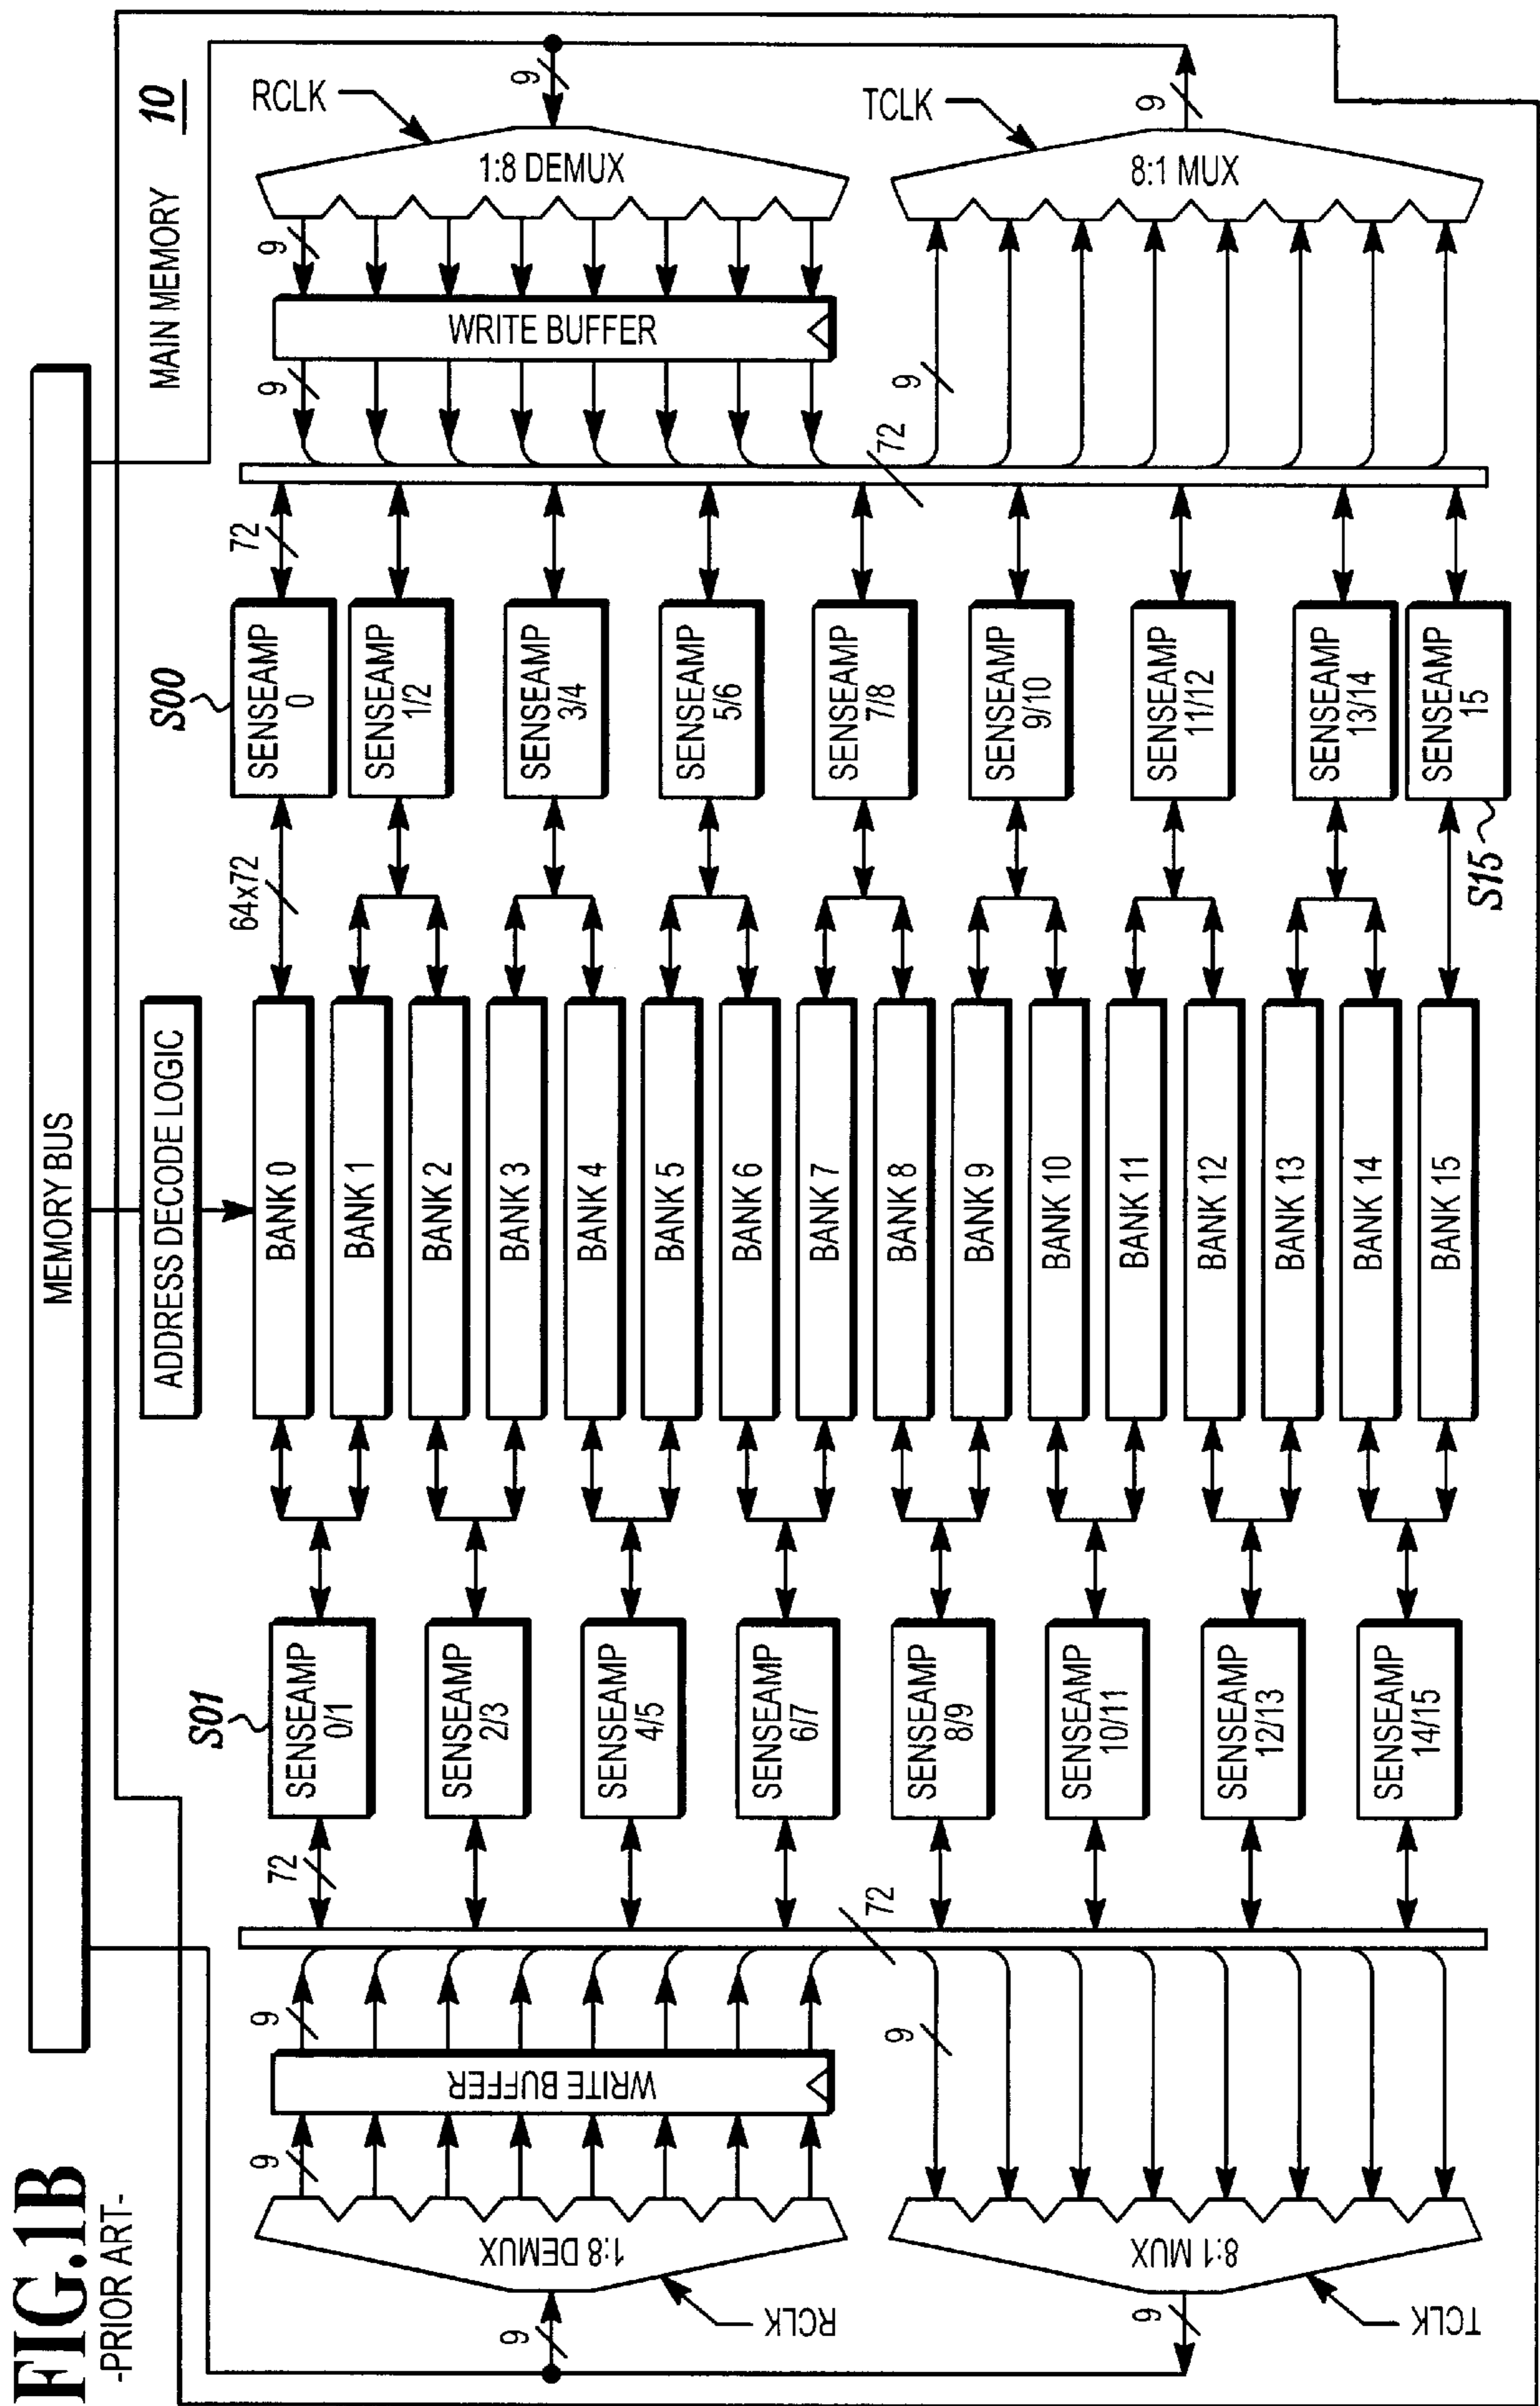 FIG.1B
-PRIOR ART-
MEMORY BUS
MAIN MEMORY
10
ADDRESS DECODE LOGIC
RCLK
9
1:8 DEMUX
9
WRITE BUFFER
9
72
9
8:1 MUX
9
TCLK
S01
72
SENSEAMP
0/1
SENSEAMP
2/3
SENSEAMP
4/5
SENSEAMP
6/7
SENSEAMP
8/9
SENSEAMP
10/11
SENSEAMP
12/13
SENSEAMP
14/15
BANK 0
BANK 1
BANK 2
BANK 3
BANK 4
BANK 5
BANK 6
BANK 7
BANK 8
BANK 9
BANK 10
BANK 11
BANK 12
BANK 13
BANK 14
BANK 15
64x72
S00
72
SENSEAMP
0
SENSEAMP
1/2
SENSEAMP
3/4
SENSEAMP
5/6
SENSEAMP
7/8
SENSEAMP
9/10
SENSEAMP
11/12
SENSEAMP
13/14
SENSEAMP
15
S15
72
9
WRITE BUFFER
9
1:8 DEMUX
9
RCLK
9
8:1 MUX
9
TCLK